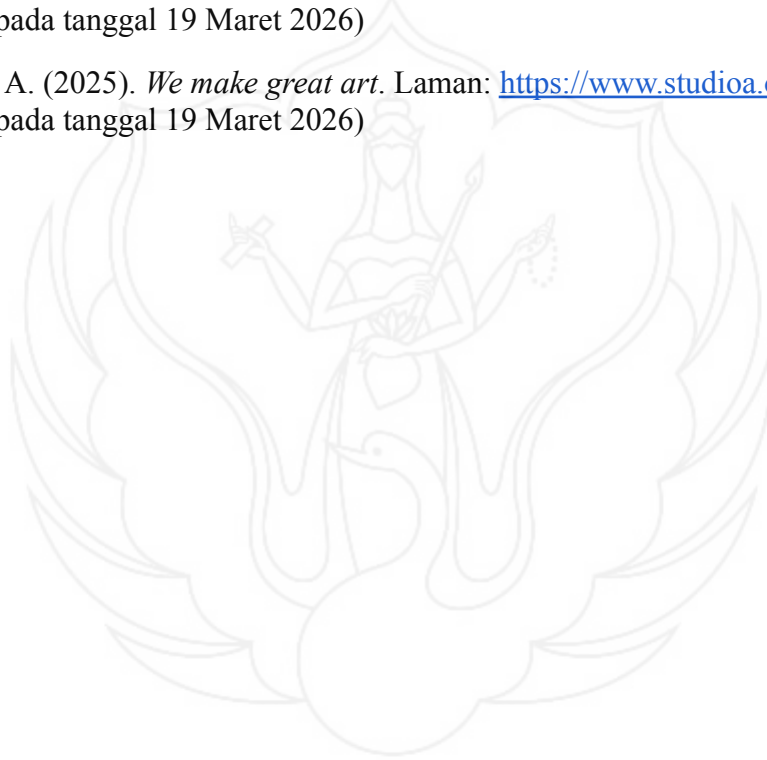 pada tanggal 19 Maret 2026)
A. (2025). We make great art. Laman: https://www.studioa.
pada tanggal 19 Maret 2026)